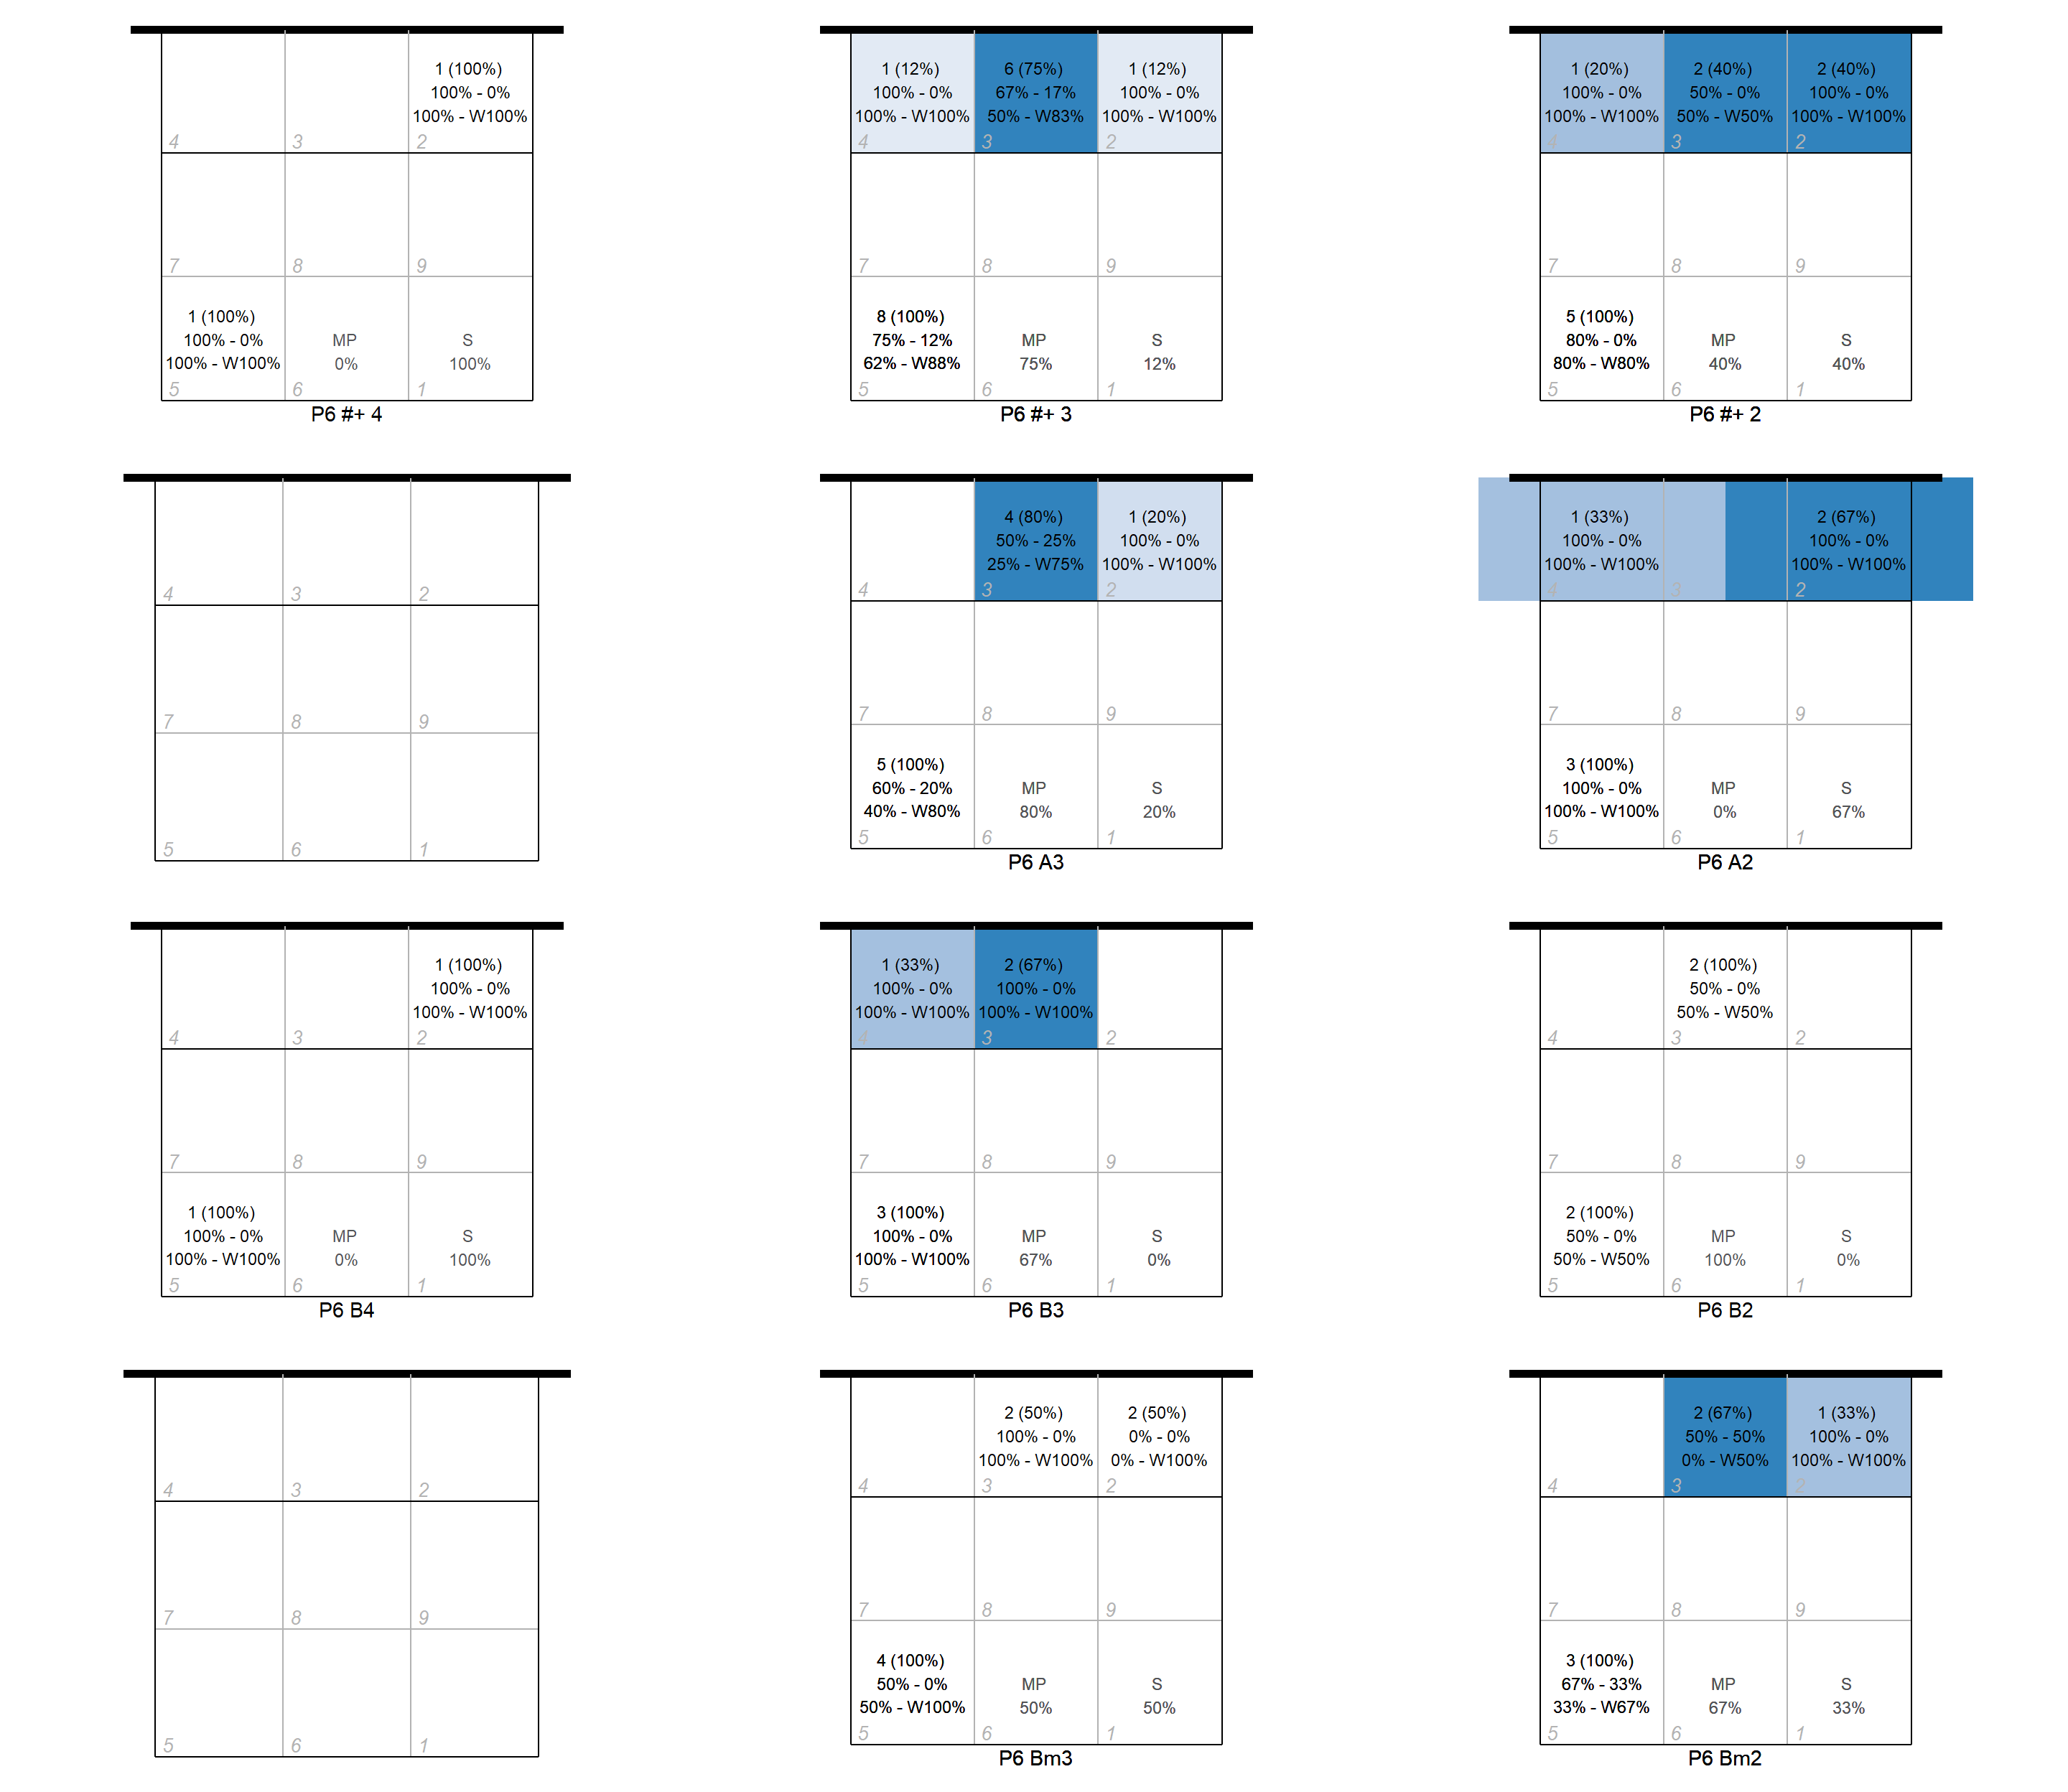 1 (100%)
100% - 0%
100% - W100%
4 3 2
7 8 9
1 (100%)
100% - 0%
100% - W100%
MP
0%
S
100%
5 6 1
P6 #+ 4
1 (12%)
100% - 0%
100% - W100%
6 (75%)
67% - 17%
50% - W83%
1 (12%)
100% - 0%
100% - W100%
4 3 2
7 8 9
8 (100%)
75% - 12%
62% - W88%
MP
75%
S
12%
5 6 1
P6 #+ 3
1 (20%)
100% - 0%
100% - W100%
2 (40%)
50% - 0%
50% - W50%
2 (40%)
100% - 0%
100% - W100%
4 3 2
7 8 9
5 (100%)
80% - 0%
80% - W80%
MP
40%
S
40%
5 6 1
P6 #+ 2
4 3 2
7 8 9
5 6 1
4 (80%)
50% - 25%
25% - W75%
1 (20%)
100% - 0%
100% - W100%
4 3 2
7 8 9
5 (100%)
60% - 20%
40% - W80%
MP
80%
S
20%
5 6 1
P6 A3
1 (33%)
100% - 0%
100% - W100%
2 (67%)
100% - 0%
100% - W100%
4 3 2
7 8 9
3 (100%)
100% - 0%
100% - W100%
MP
0%
S
67%
5 6 1
P6 A2
1 (100%)
100% - 0%
100% - W100%
4 3 2
7 8 9
1 (100%)
100% - 0%
100% - W100%
MP
0%
S
100%
5 6 1
P6 B4
1 (33%)
100% - 0%
100% - W100%
2 (67%)
100% - 0%
100% - W100%
4 3 2
7 8 9
3 (100%)
100% - 0%
100% - W100%
MP
67%
S
0%
5 6 1
P6 B3
2 (100%)
50% - 0%
50% - W50%
4 3 2
7 8 9
2 (100%)
50% - 0%
50% - W50%
MP
100%
S
0%
5 6 1
P6 B2
4 3 2
7 8 9
5 6 1
2 (50%)
100% - 0%
100% - W100%
2 (50%)
0% - 0%
0% - W100%
4 3 2
7 8 9
4 (100%)
50% - 0%
50% - W100%
MP
50%
S
50%
5 6 1
P6 Bm3
2 (67%)
50% - 50%
0% - W50%
1 (33%)
100% - 0%
100% - W100%
4 3 2
7 8 9
3 (100%)
67% - 33%
33% - W67%
MP
67%
S
33%
5 6 1
P6 Bm2